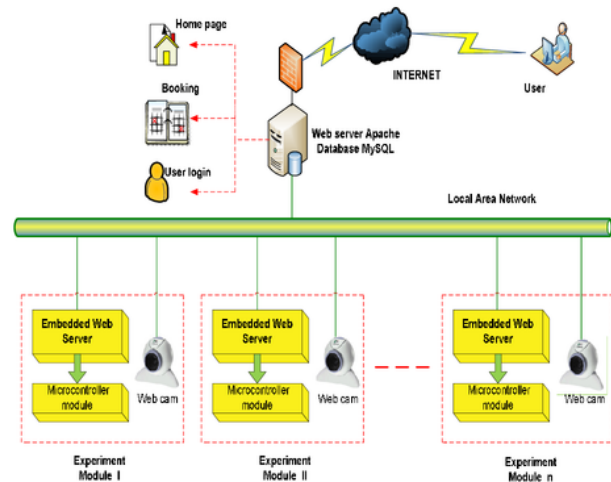 Home page
INTERNET
User
Booking
Web server Apache
Database MySQL
User login
Local Area Network
Embedded Web
Server
Microcontroller
module
Web cam
Embedded Web
Server
Microcontroller
module
Web cam
Embedded Web
Server
Microcontroller
module
Web cam
Experiment
Module I
Experiment
Module II
Experiment
Module n